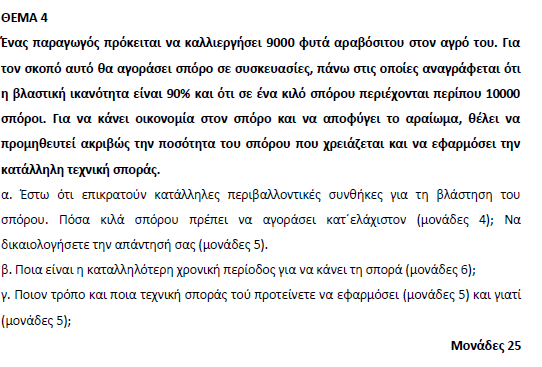 ΘΕΜΑ 4
Ένας παραγωγός πρόκειται να καλλιεργήσει 9000 φυτά αραβόσιτου στον αγρό του. Για
τον σκοπό αυτό θα αγοράσει σπόρο σε συσκευασίες, πάνω στις οποίες αναγράφεται ότι
η βλαστική ικανότητα είναι 90% και ότι σε ένα κιλό σπόρου περιέχονται περίπου 10000
σπόροι. Για να κάνει οικονομία στον σπόρο και να αποφύγει το αραίωμα, θέλει να
προμηθευτεί ακριβώς την ποσότητα του σπόρου που χρειάζεται και να εφαρμόσει την
κατάλληλη τεχνική σποράς.
α. Έστω ότι επικρατούν κατάλληλες περιβαλλοντικές συνθήκες για τη βλάστηση του
σπόρου. Πόσα κιλά σπόρου πρέπει να αγοράσει κατ΄ελάχιστον (μονάδες 4); Να
δικαιολογήσετε την απάντησή σας (μονάδες 5).
β. Ποια είναι η καταλληλότερη χρονική περίοδος για να κάνει τη σπορά (μονάδες 6);
γ. Ποιον τρόπο και ποια τεχνική σποράς τού προτείνετε να εφαρμόσει (μονάδες 5) και γιατί
(μονάδες 5);
Μονάδες 25